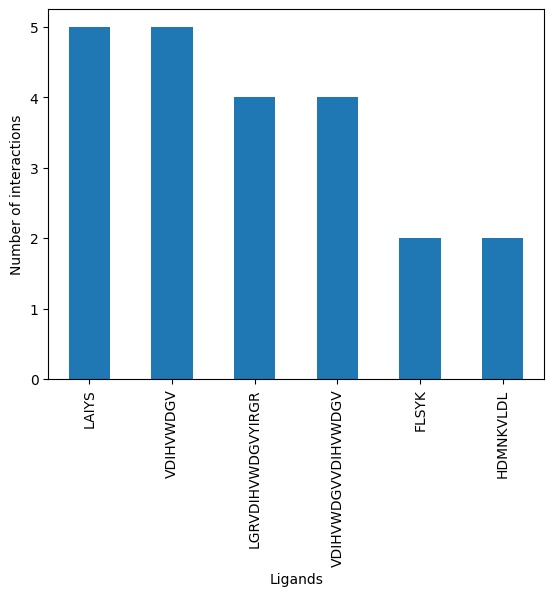 Number of interactions
5
4
3
2
1
0
LAIYS
VDIHVWDGV
LGRVDIHVWDGVYIRGR
VDIHVWDGVVDIHVWDGV
FLSYK
HDMNKVLDL
Ligands